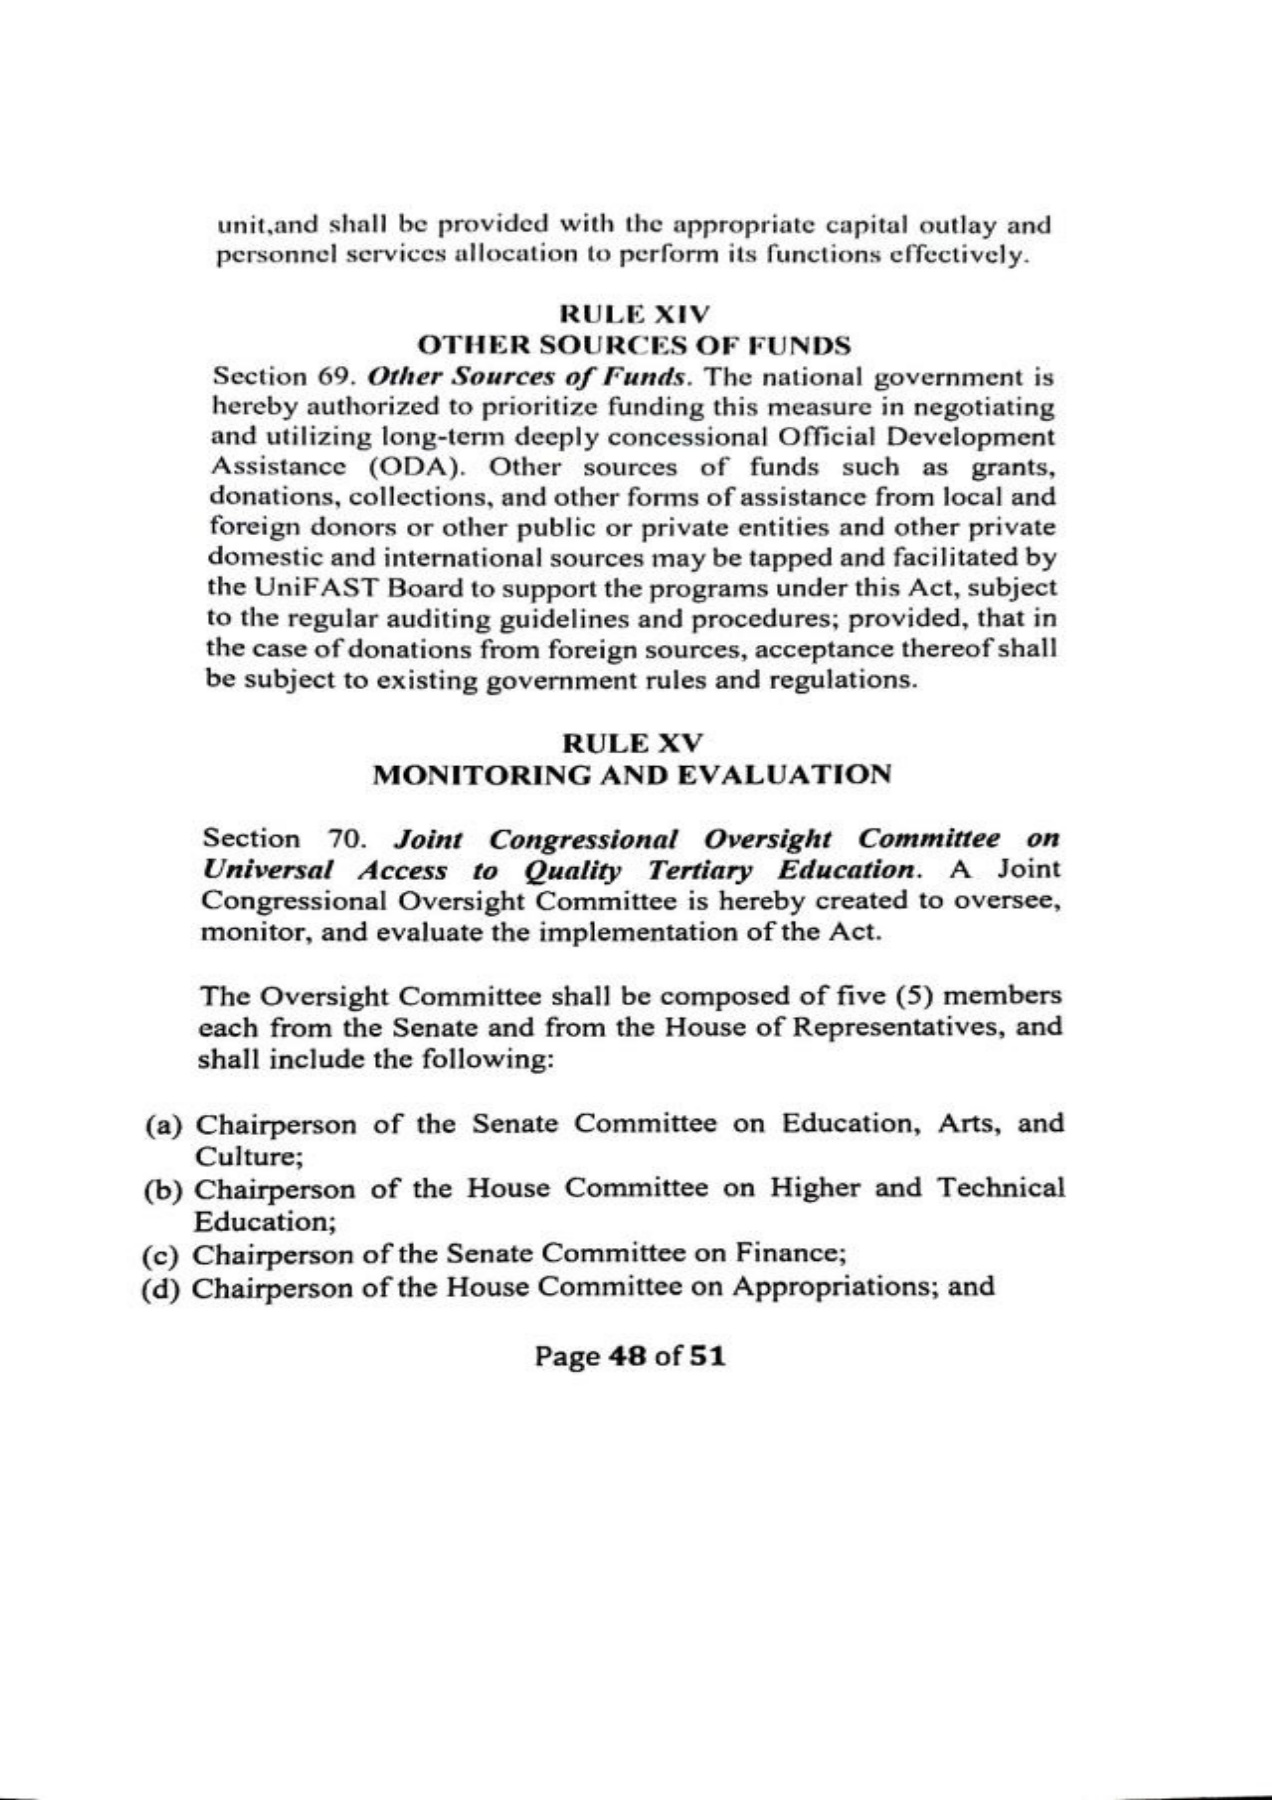 unit,and shall be provided with the appropriate capital outlay and
personnel services allocation to perform its functions effectively.
RULE XIV
OTHER SOURCES OF FUNDS
Section 69. Other Sources of Funds. The national government is
hereby authorized to prioritize funding this measure in negotiating
and utilizing long-term deeply concessional Official Development
Assistance (ODA). Other sources of funds such as grants,
donations, collections, and other forms of assistance from local and
foreign donors or other public or private entities and other private
domestic and international sources may be tapped and facilitated by
the UniFAST Board to support the programs under this Act, subject
to the regular auditing guidelines and procedures; provided, that in
the case of donations from foreign sources, acceptance thereof shall
be subject to existing government rules and regulations.
RULE XV
MONITORING AND EVALUATION
Section 70. Joint Congressional Oversight Committee on
Universal Access to Quality Tertiary Education. A Joint
Congressional Oversight Committee is hereby created to oversee,
monitor, and evaluate the implementation of the Act.
The Oversight Committee shall be composed of five (5) members
each from the Senate and from the House of Representatives, and
shall include the following:
(a) Chairperson of the Senate Committee on Education, Arts, and
Culture;
(b) Chairperson of the House Committee on Higher and Technical
Education;
(c) Chairperson of the Senate Committee on Finance;
(d) Chairperson of the House Committee on Appropriations; and
Page 48 of 51